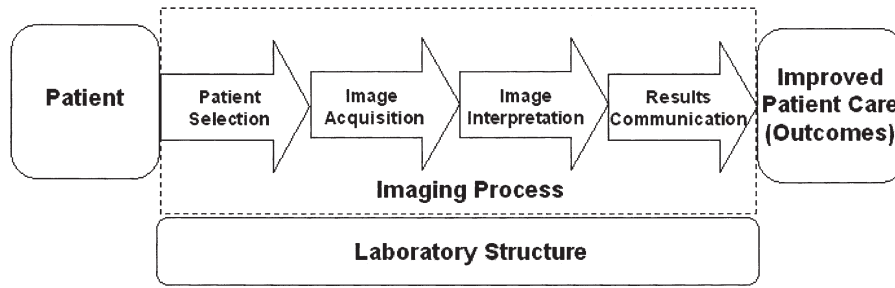 Patient
Patient
Selection
Image
Acquisition
Image
Interpretation
Results
Communication
Improved
Patient Care
(Outcomes)
Imaging Process
Laboratory Structure